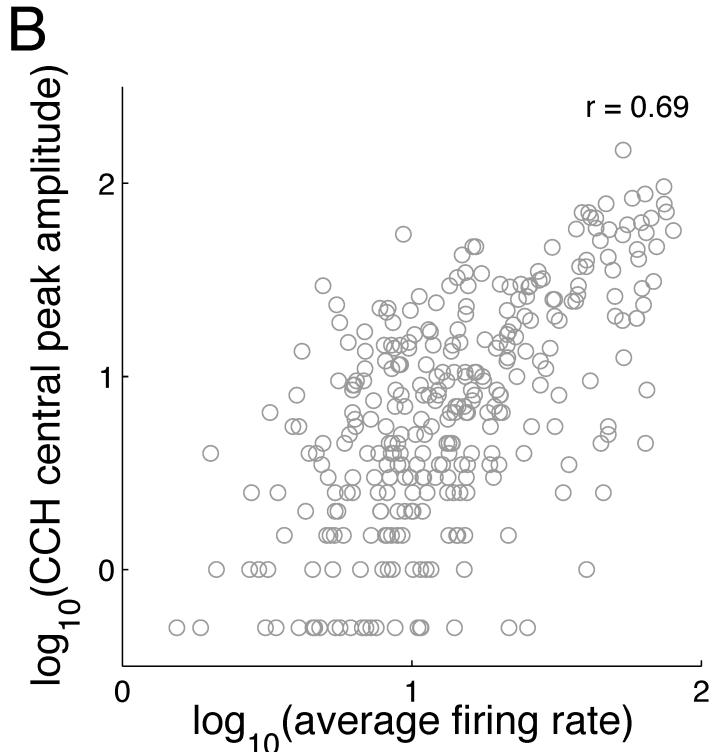 B
r = 0.69
log10(CCH central peak amplitude)
2
1
0
0 1 2
log10(average firing rate)